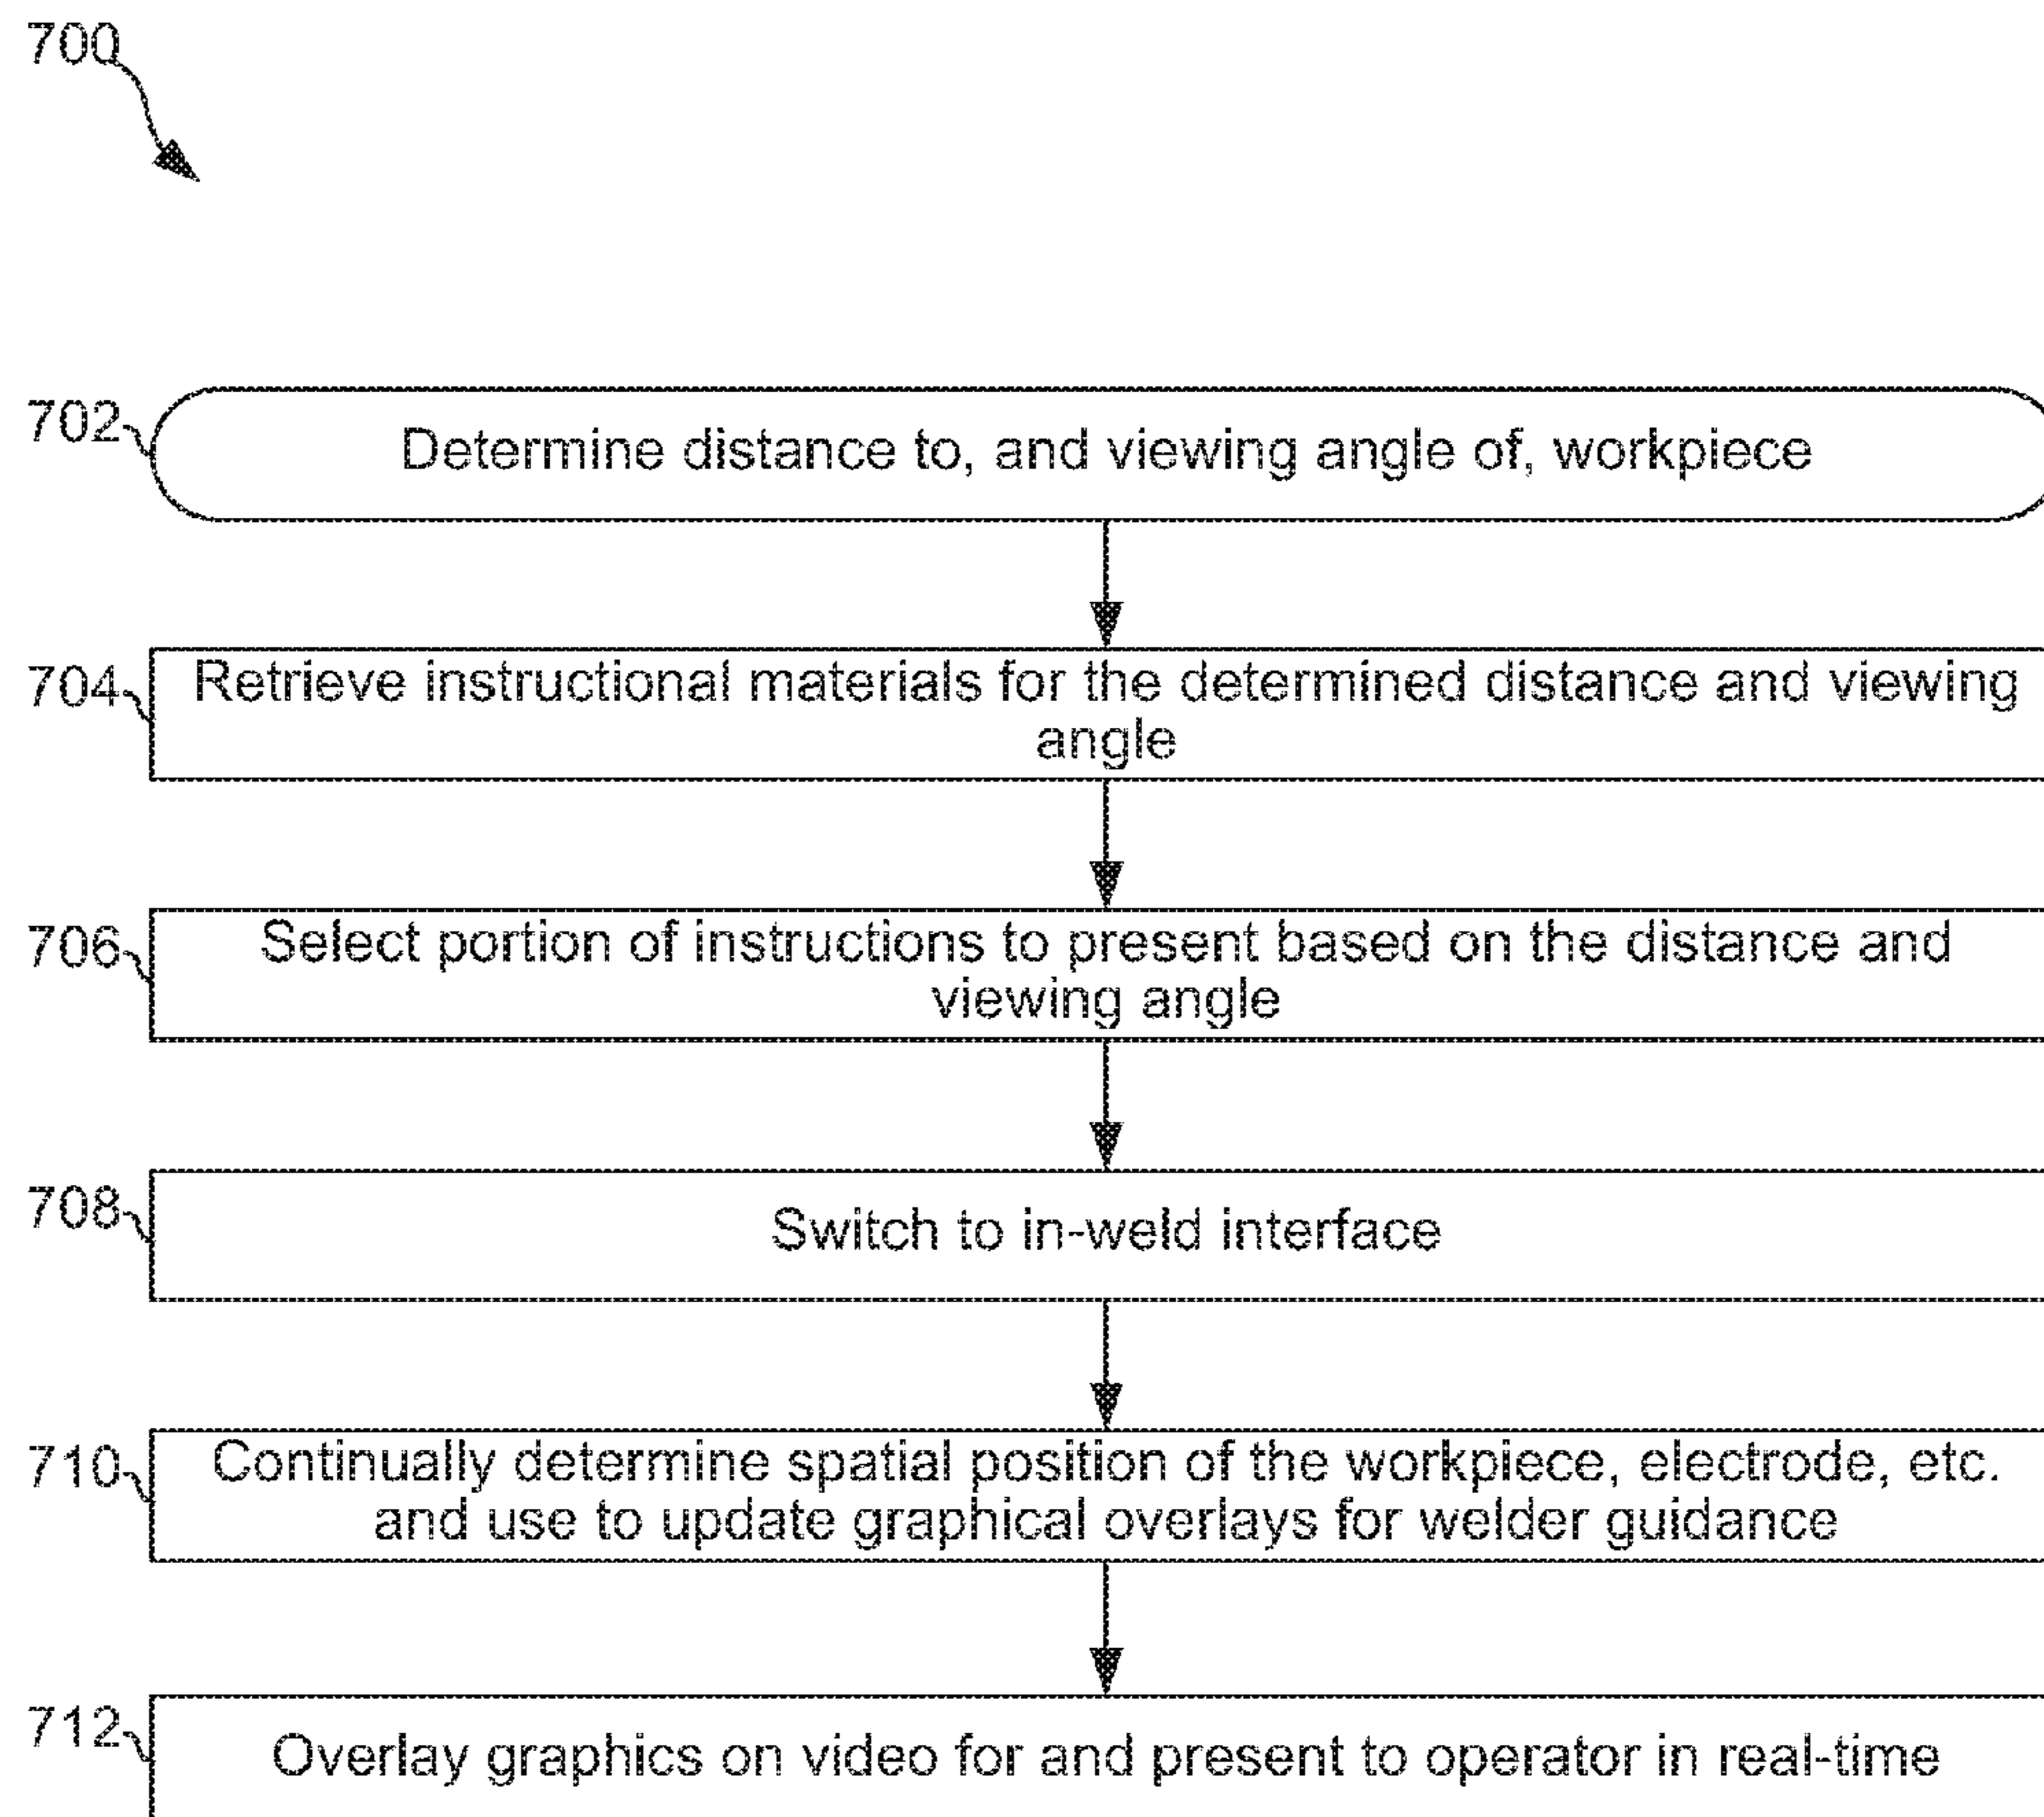 700
702
Determine distance to, and viewing angle of, workpiece
704
Retrieve instructional materials for the determined distance and viewing
angle
706
Select portion of instructions to present based on the distance and
viewing angle
708
Switch to in-weld interface
710
Continually determine spatial position of the workpiece, electrode, etc.
and use to update graphical overlays for welder guidance
712
Overlay graphics on video for and present to operator in real-time